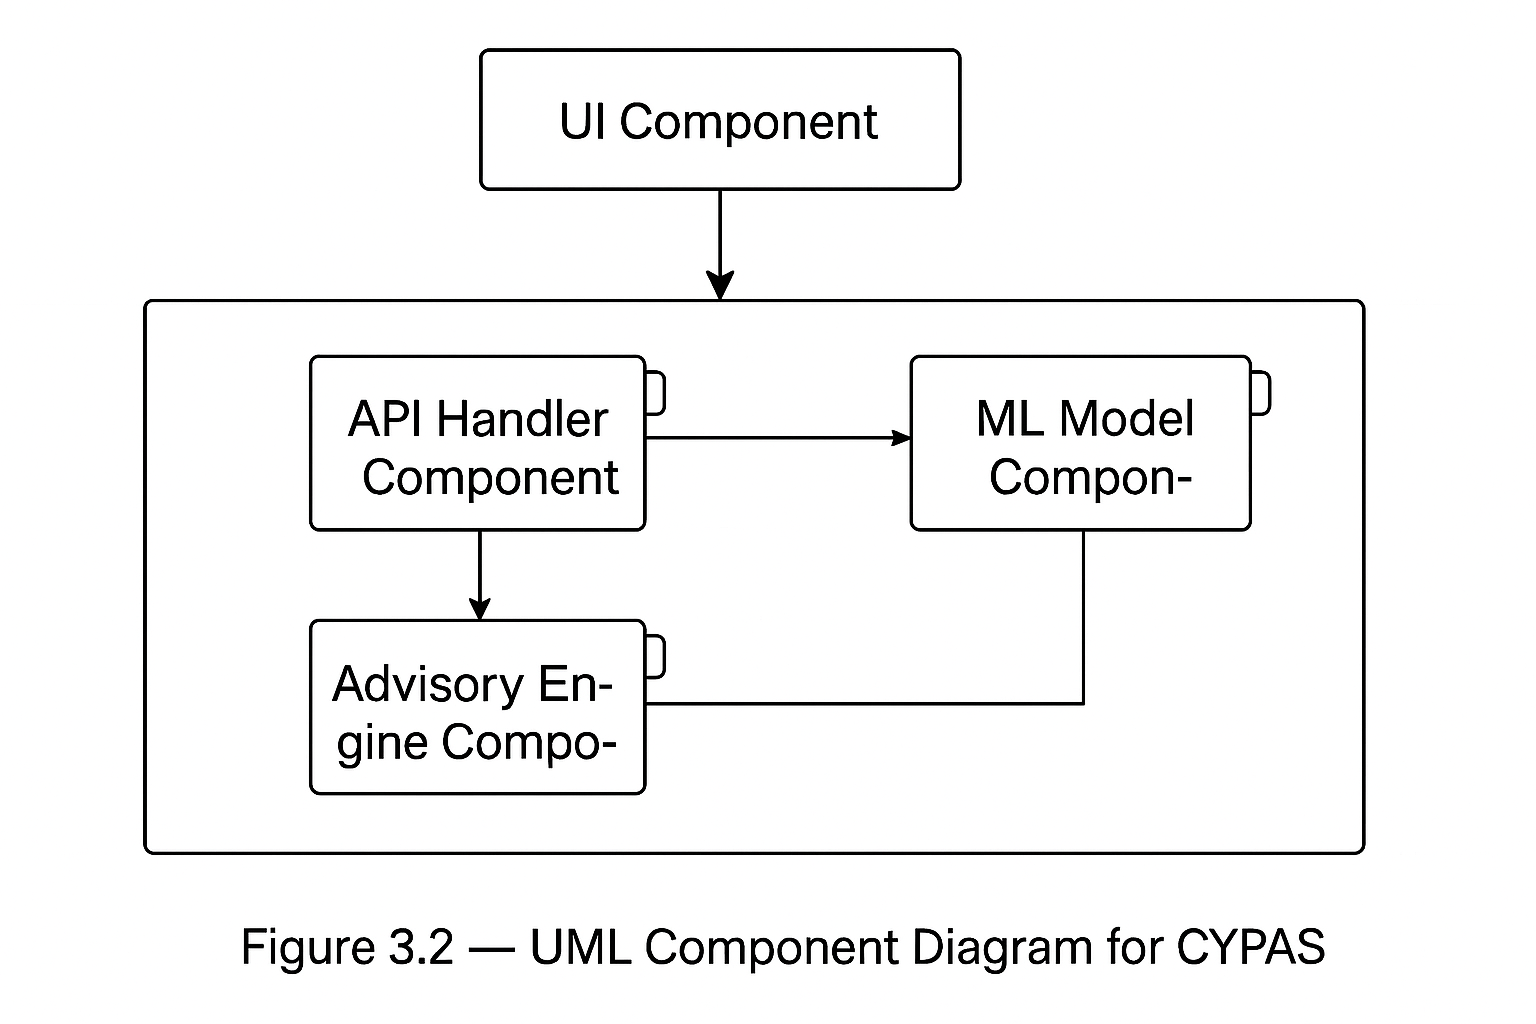 UI Component
API Handler
Component
ML Model
Compon-
Advisory En-
gine Compo-
Figure 3.2 — UML Component Diagram for CYPAS